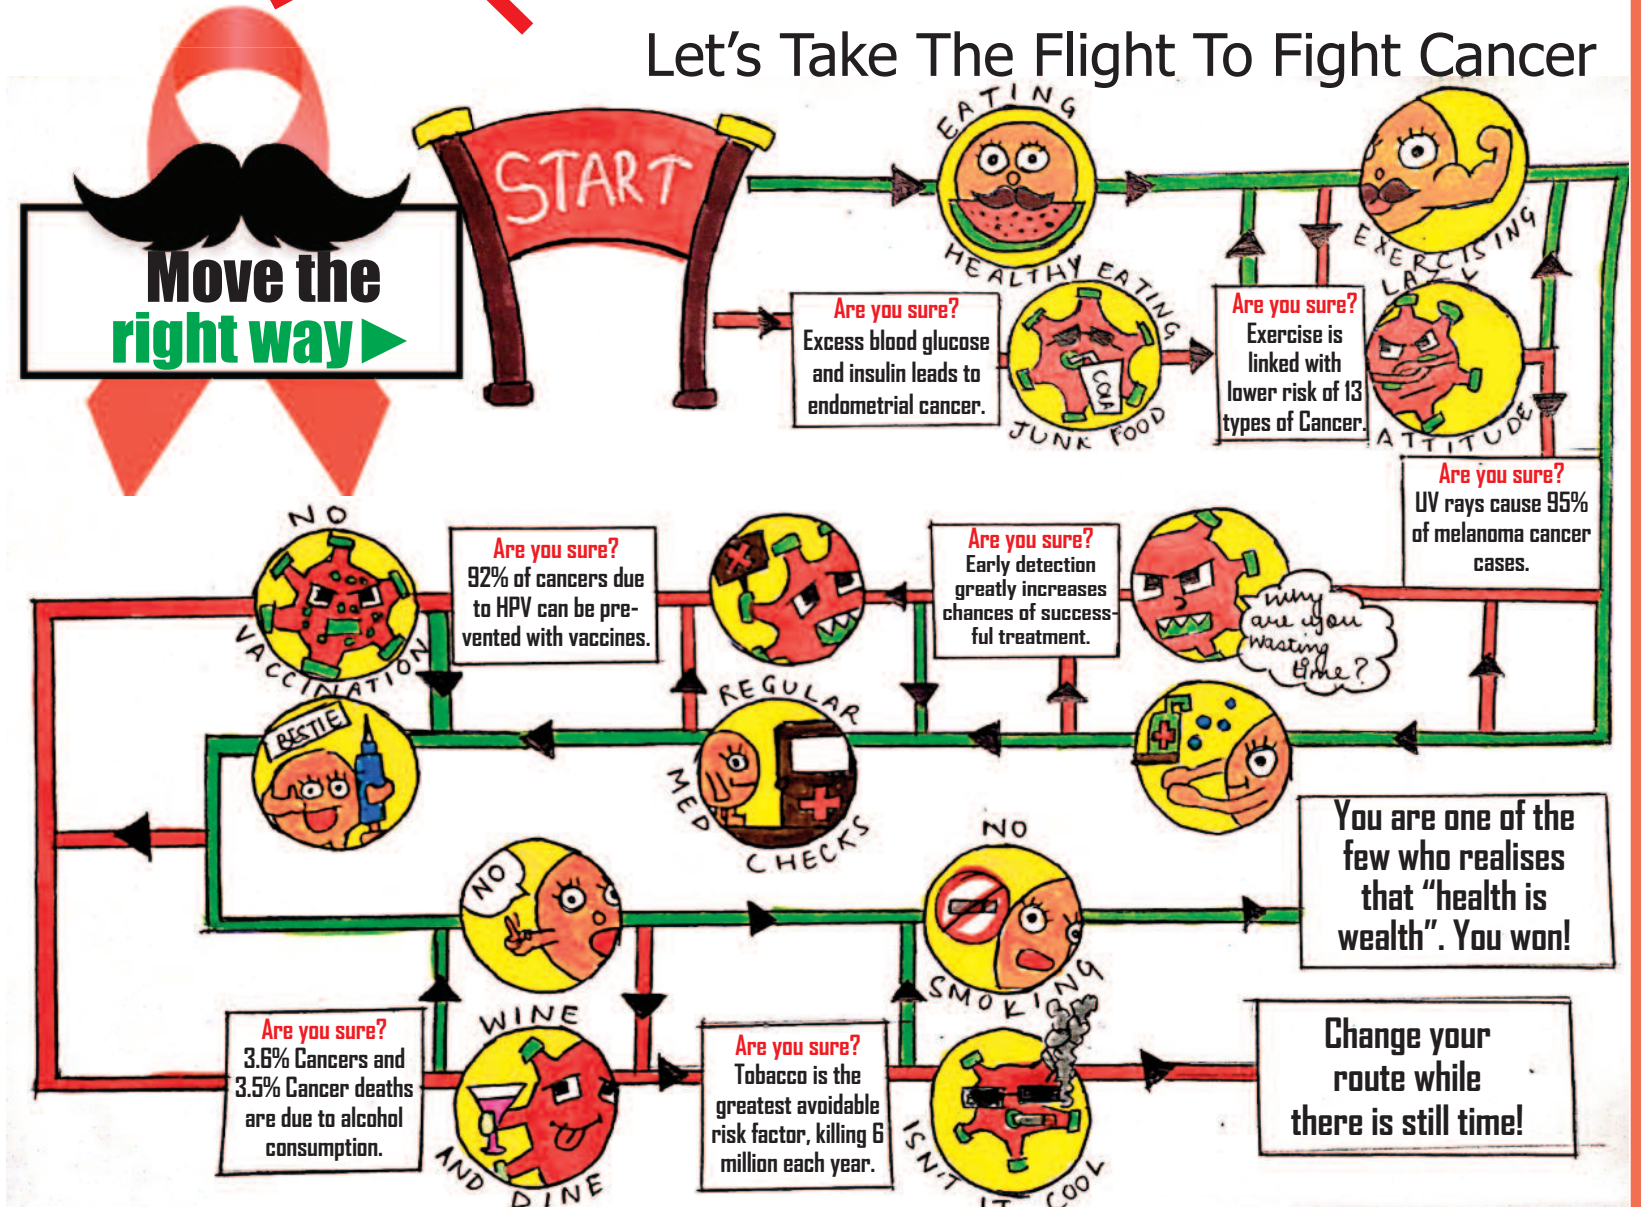 Let's Take The Flight To Fight Cancer
Move the
right way
START
EATING
HEALTHY EATING
EXERCISING
Are you sure?
Excess blood glucose
and insulin leads to
endometrial cancer.
COLA
JUNK FOOD
Are you sure?
Exercise is
linked with
lower risk of 13
types of Cancer.
LAZY
ATTITUDE
Are you sure?
UV rays cause 95%
of melanoma cancer
cases.
why
are you
wasting
time?
Are you sure?
Early detection
greatly increases
chances of success-
ful treatment.
Are you sure?
92% of cancers due
to HPV can be pre-
vented with vaccines.
NO
VACCINATION
BESTIE
REGULAR
MED
CHECKS
NO
NO
SMOKING
You are one of the
few who realises
that “health is
wealth”. You won!
Are you sure?
3.6% Cancers and
3.5% Cancer deaths
are due to alcohol
consumption.
WINE
AND DINE
Are you sure?
Tobacco is the
greatest avoidable
risk factor, killing 6
million each year.
ISN'T IT COOL
Change your
route while
there is still time!